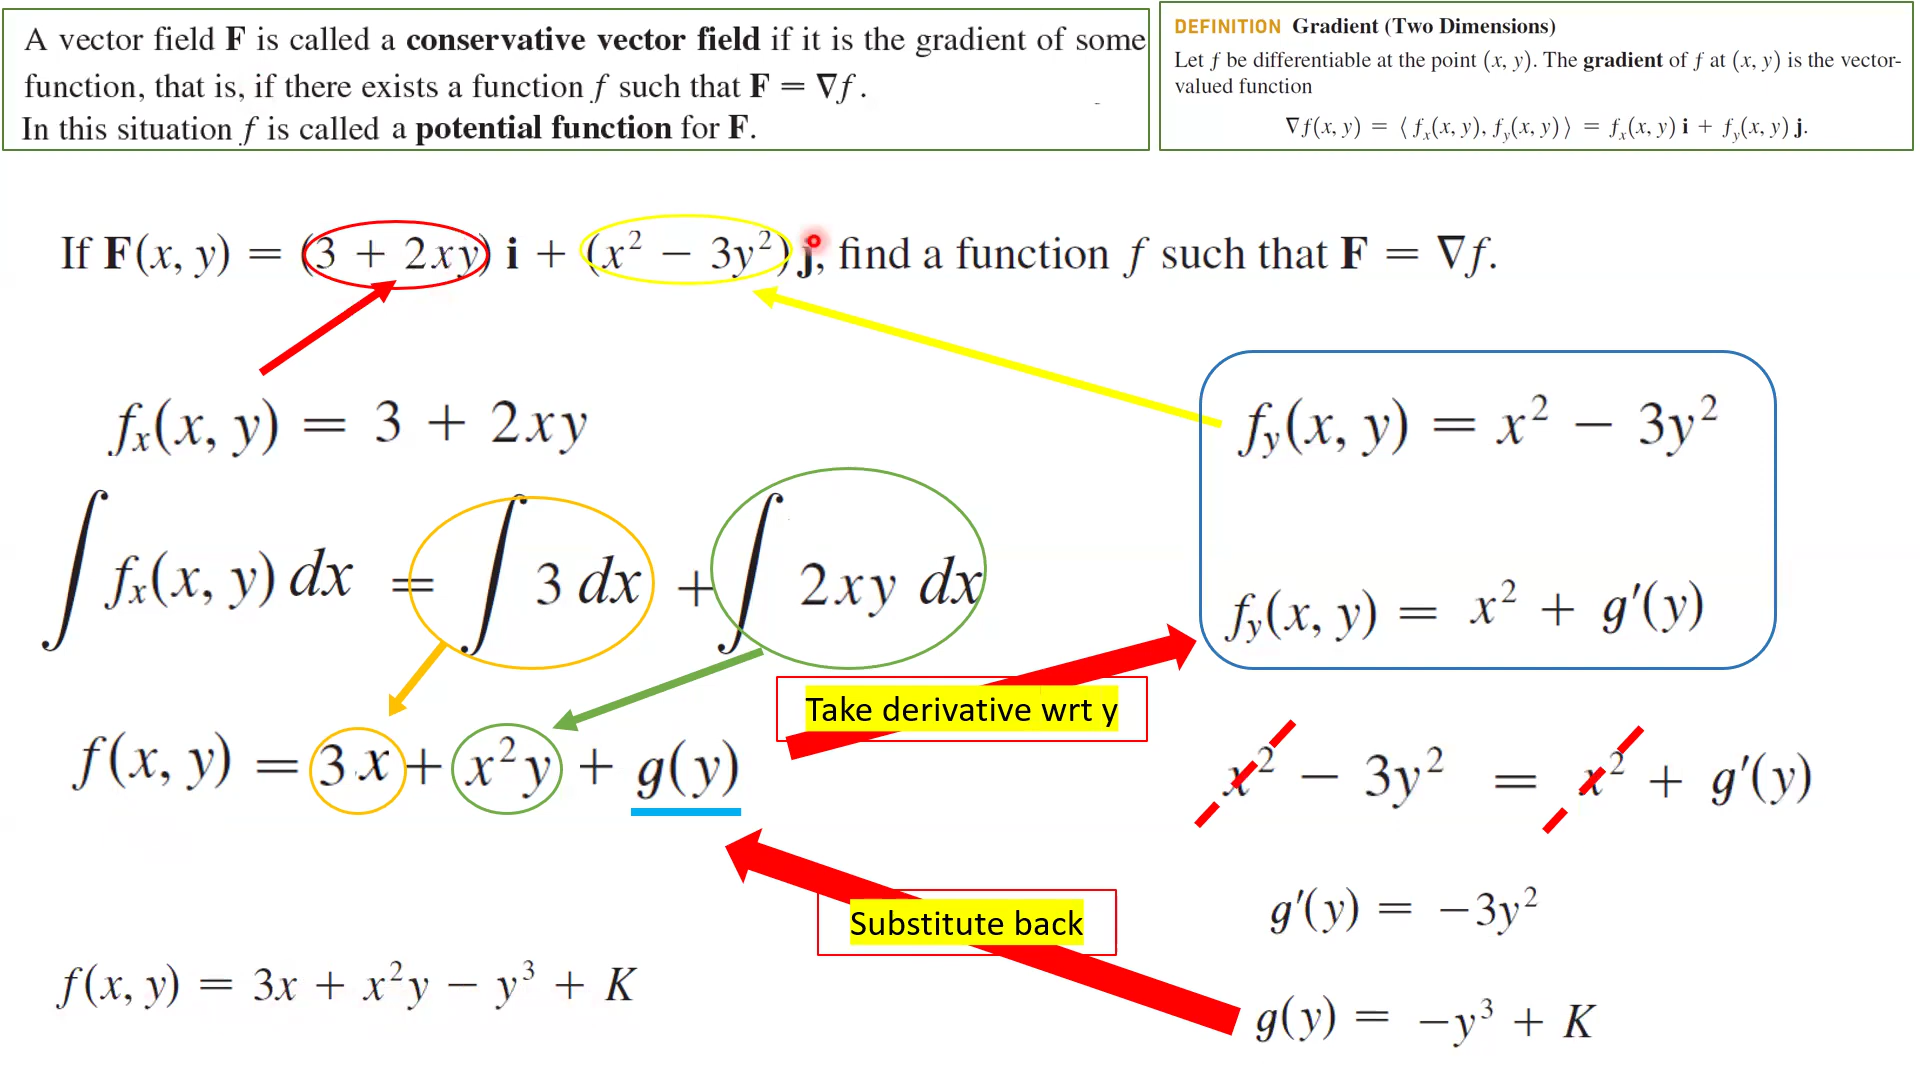 A vector field F is called a conservative vector field if it is the gradient of some
function, that is, if there exists a function f such that F = ∇f.
In this situation f is called a potential function for F.
DEFINITION Gradient (Two Dimensions)
Let f be differentiable at the point (x, y). The gradient of f at (x, y) is the vector-
valued function
∇f(x, y) = ⟨ fₓ(x, y), f_y(x, y) ⟩ = fₓ(x, y) i + f_y(x, y) j.
If F(x, y) = (3 + 2xy) i + (x² − 3y²) j, find a function f such that F = ∇f.
fₓ(x, y) = 3 + 2xy
∫ fₓ(x, y) dx = ∫ 3 dx + ∫ 2xy dx
f(x, y) = 3x + x²y + g(y)
Take derivative wrt y
f_y(x, y) = x² − 3y²
f_y(x, y) = x² + g′(y)
x² − 3y² = x² + g′(y)
g′(y) = −3y²
g(y) = −y³ + K
Substitute back
f(x, y) = 3x + x²y − y³ + K